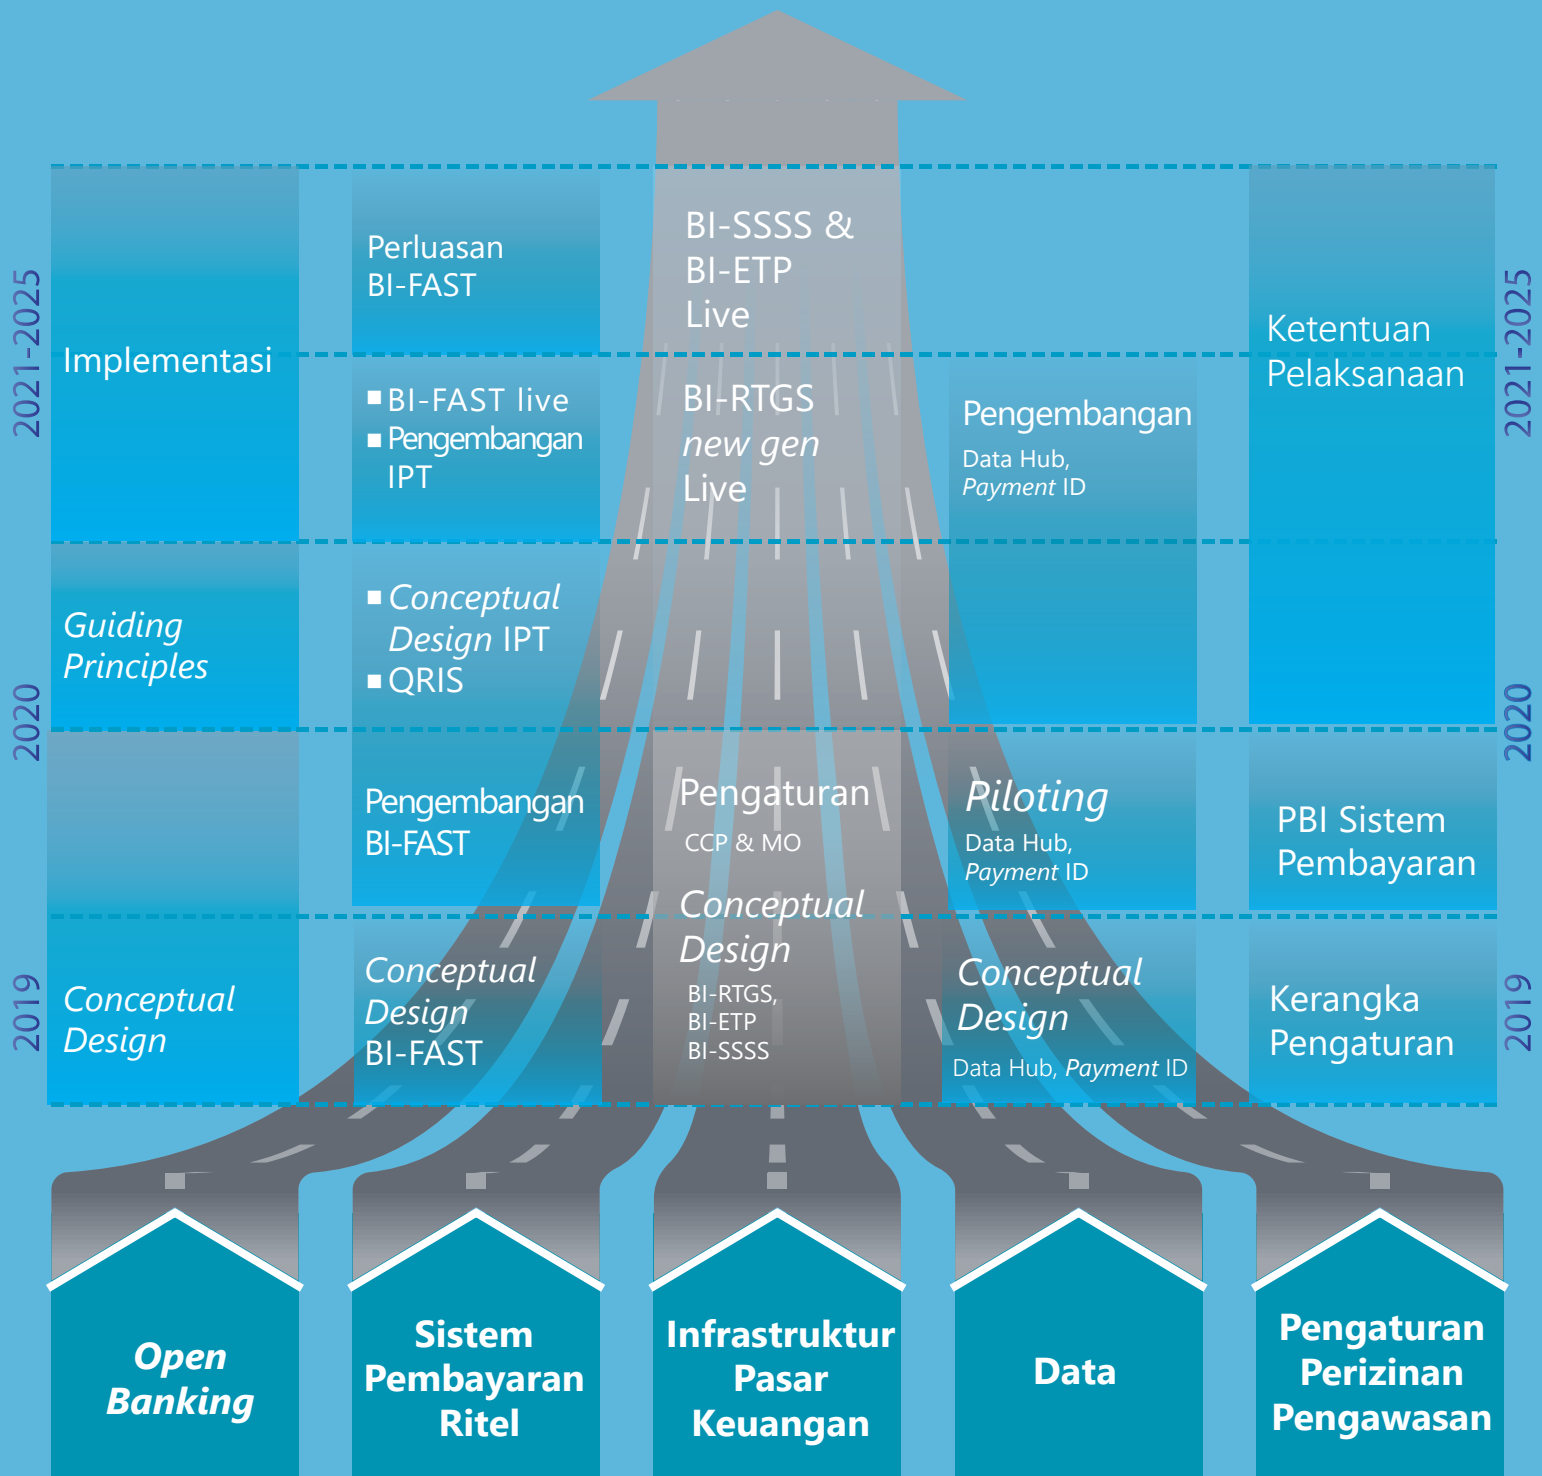 2021-2025
2020
2019
Implementasi
Guiding
Principles
Conceptual
Design
Open
Banking
Perluasan
BI-FAST
▪ BI-FAST live
▪ Pengembangan
IPT
▪ Conceptual
Design IPT
▪ QRIS
Pengembangan
BI-FAST
Conceptual
Design
BI-FAST
Sistem
Pembayaran
Ritel
BI-SSSS &
BI-ETP
Live
BI-RTGS
new gen
Live
Pengaturan
CCP & MO
Conceptual
Design
BI-RTGS,
BI-ETP
BI-SSSS
Infrastruktur
Pasar
Keuangan
Pengembangan
Data Hub,
Payment ID
Piloting
Data Hub,
Payment ID
Conceptual
Design
Data Hub, Payment ID
Data
Ketentuan
Pelaksanaan
PBI Sistem
Pembayaran
Kerangka
Pengaturan
Pengaturan
Perizinan
Pengawasan
2021-2025
2020
2019